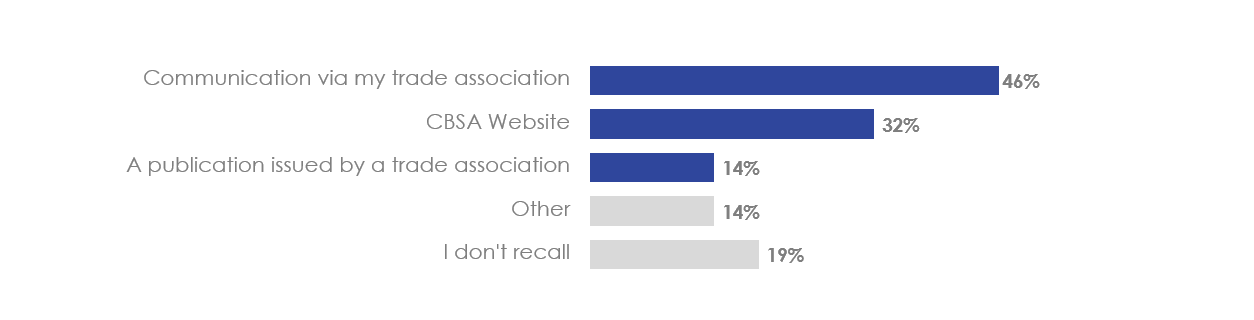 Communication via my trade association 46%
CBSA Website 32%
A publication issued by a trade association 14%
Other 14%
I don't recall 19%